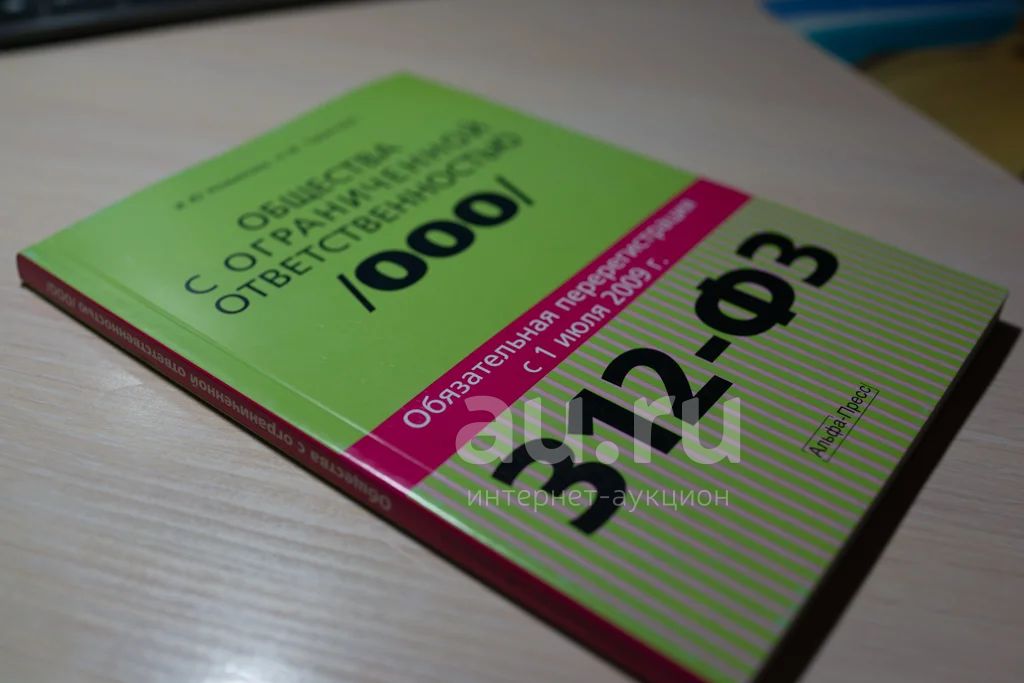 ОБЩЕСТВА
С ОГРАНИЧЕННОЙ
ОТВЕТСТВЕННОСТЬЮ
/ООО/
Обязательная перерегистрация
с 1 июля 2009 г.
312-ФЗ
Альфа-Пресс
Общества с ограниченной ответственностью /ООО/
au.ru
интернет-аукцион